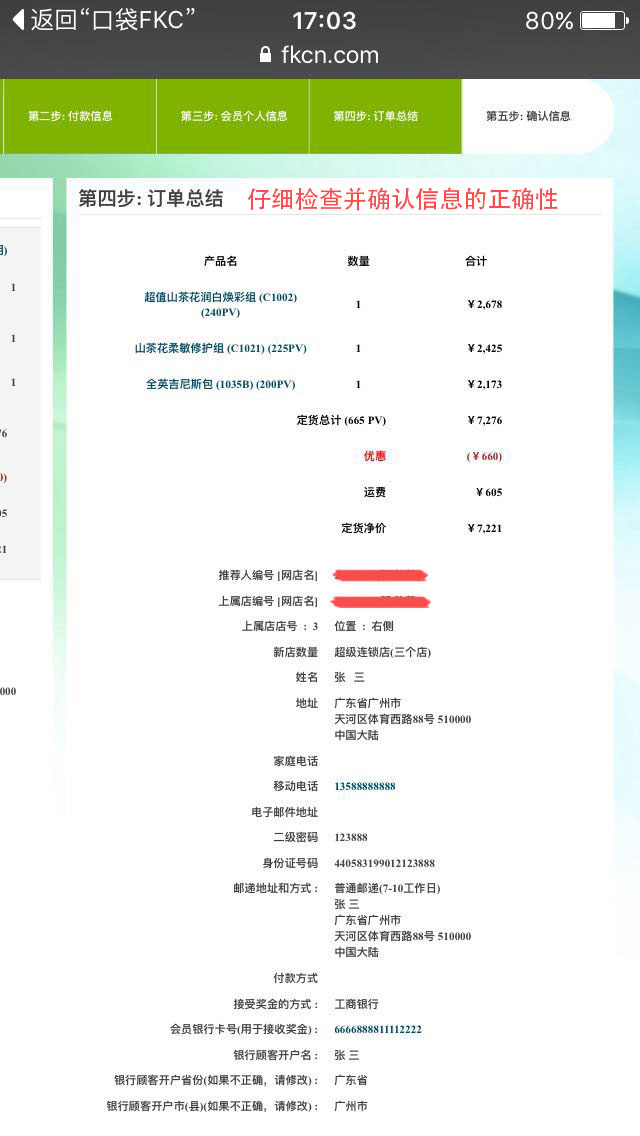 返回“口袋FKC” 17:03 80%
fkcn.com
第二步: 付款信息 第三步: 会员个人信息 第四步: 订单总结 第五步: 确认信息
第四步: 订单总结 仔细检查并确认信息的正确性
产品名 数量 合计
超值山茶花润白焕彩组 (C1002)
(240PV) 1 ¥2,678
山茶花柔敏修护组 (C1021) (225PV) 1 ¥2,425
全英吉尼斯包 (1035B) (200PV) 1 ¥2,173
定货总计 (665 PV) ¥7,276
优惠 (¥660)
运费 ¥605
定货净价 ¥7,221
推荐人编号 [网店名]
上属店编号 [网店名]
上属店店号 : 3 位置 : 右侧
新店数量 超级连锁店(三个店)
姓名 张 三
地址 广东省广州市
天河区体育西路88号 510000
中国大陆
家庭电话
移动电话 13588888888
电子邮件地址
二级密码 123888
身份证号码 440583199012123888
邮递地址和方式 : 普通邮递(7-10工作日)
张 三
广东省广州市
天河区体育西路88号 510000
中国大陆
付款方式
接受奖金的方式 : 工商银行
会员银行卡号(用于接收奖金) : 6666888811112222
银行顾客开户名 : 张 三
银行顾客开户省份(如果不正确, 请修改) : 广东省
银行顾客开户市(县)(如果不正确, 请修改) : 广州市